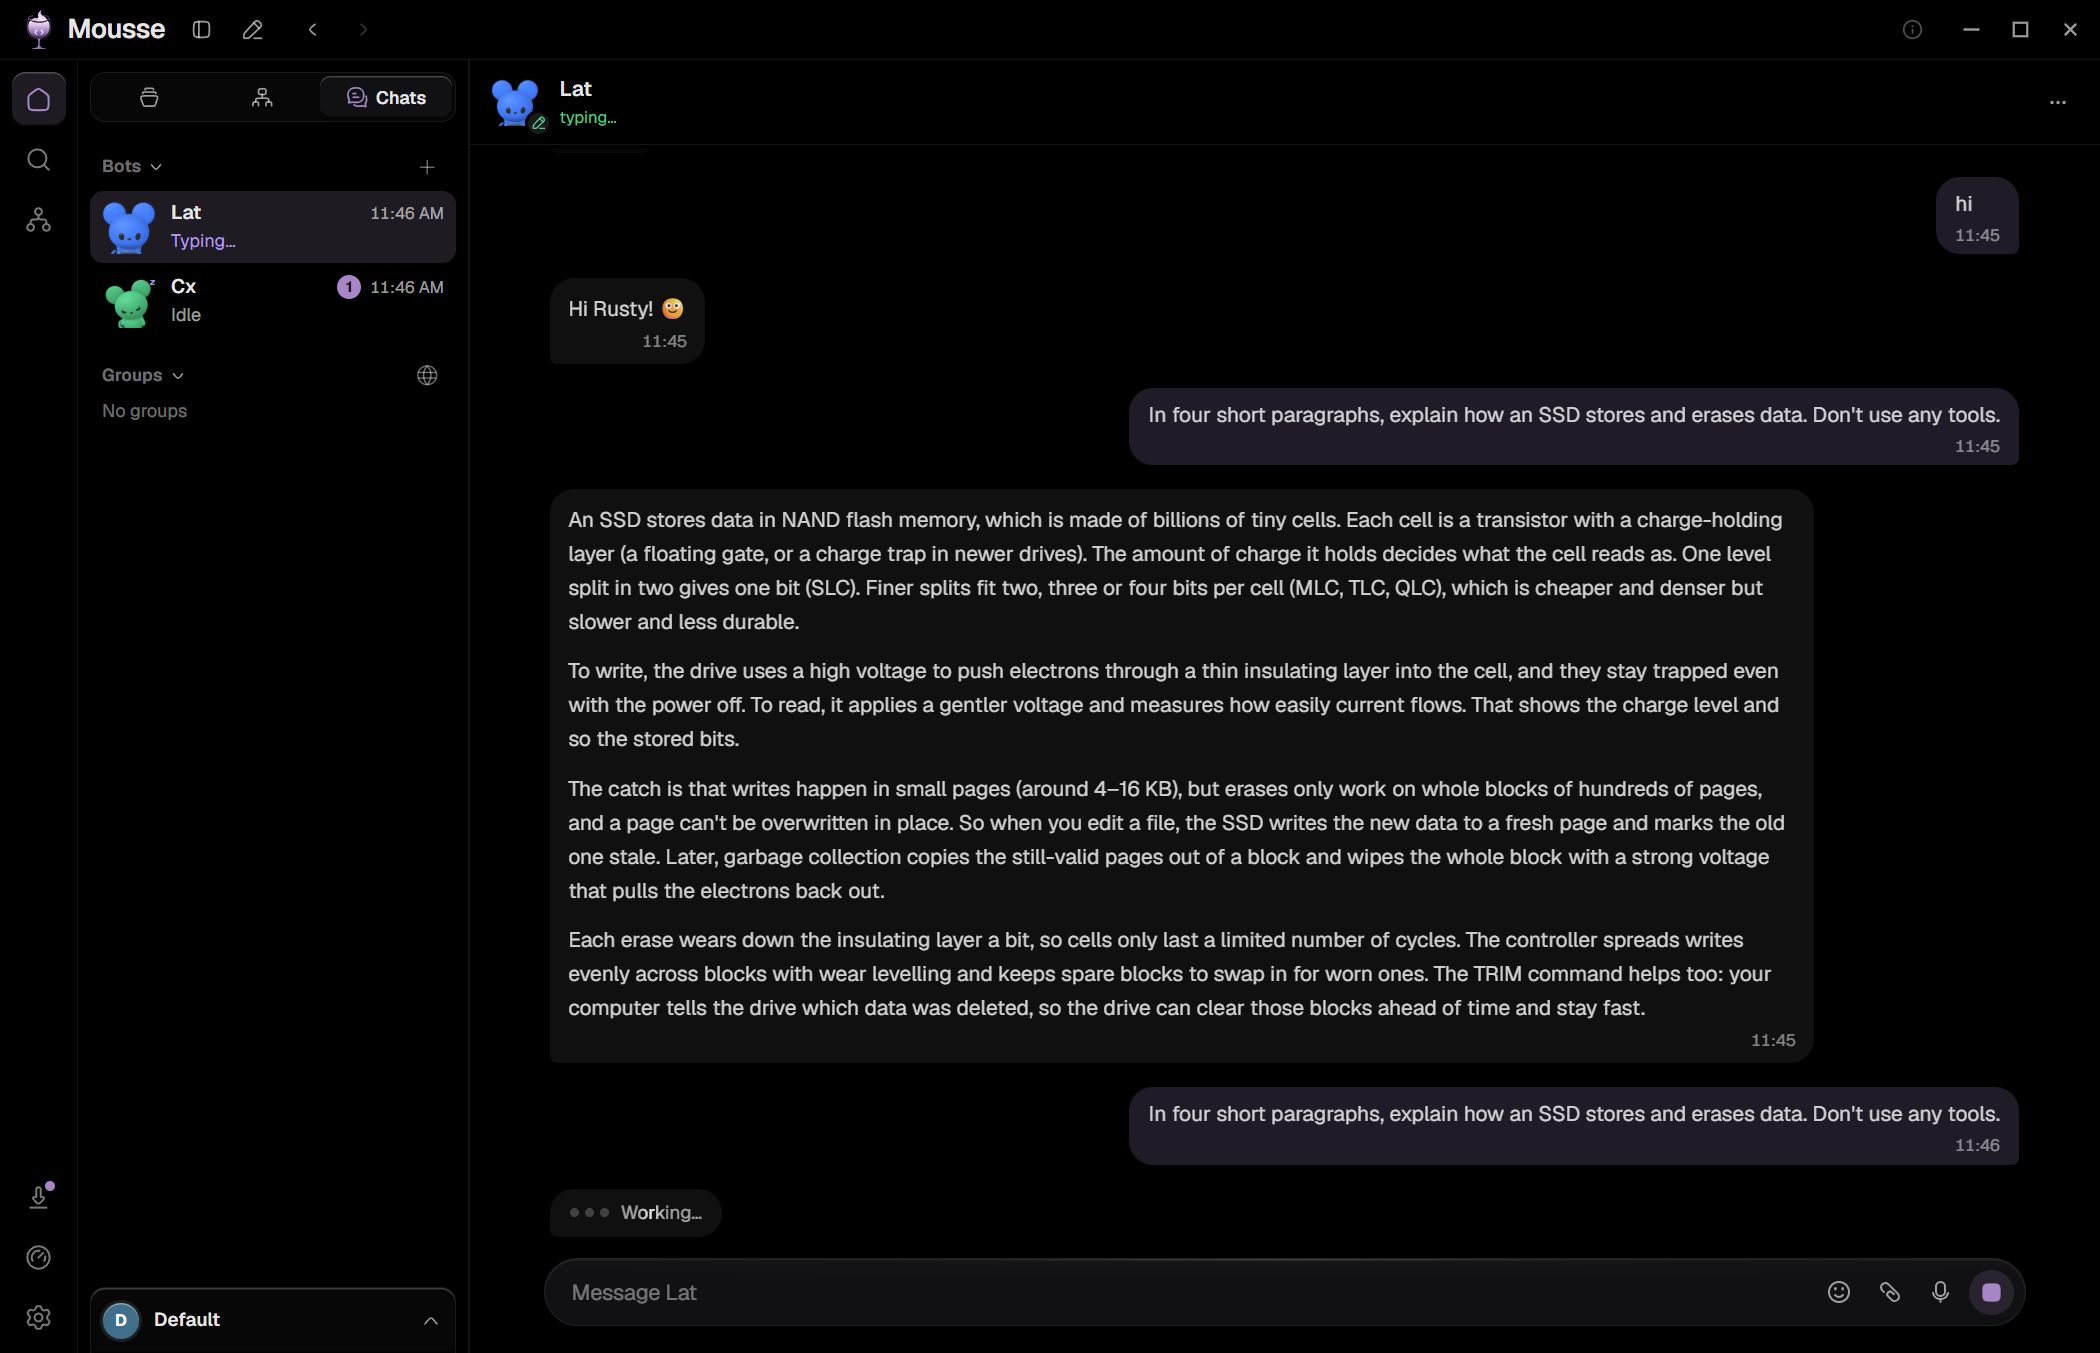 Mousse
Chats
Bots
Lat
11:46 AM
Typing...
Cx
1
11:46 AM
Idle
Groups
No groups
D
Default
Lat
typing...
hi
11:45
Hi Rusty!
11:45
In four short paragraphs, explain how an SSD stores and erases data. Don't use any tools.
11:45
An SSD stores data in NAND flash memory, which is made of billions of tiny cells. Each cell is a transistor with a charge-holding
layer (a floating gate, or a charge trap in newer drives). The amount of charge it holds decides what the cell reads as. One level
split in two gives one bit (SLC). Finer splits fit two, three or four bits per cell (MLC, TLC, QLC), which is cheaper and denser but
slower and less durable.
To write, the drive uses a high voltage to push electrons through a thin insulating layer into the cell, and they stay trapped even
with the power off. To read, it applies a gentler voltage and measures how easily current flows. That shows the charge level and
so the stored bits.
The catch is that writes happen in small pages (around 4–16 KB), but erases only work on whole blocks of hundreds of pages,
and a page can't be overwritten in place. So when you edit a file, the SSD writes the new data to a fresh page and marks the old
one stale. Later, garbage collection copies the still-valid pages out of a block and wipes the whole block with a strong voltage
that pulls the electrons back out.
Each erase wears down the insulating layer a bit, so cells only last a limited number of cycles. The controller spreads writes
evenly across blocks with wear levelling and keeps spare blocks to swap in for worn ones. The TRIM command helps too: your
computer tells the drive which data was deleted, so the drive can clear those blocks ahead of time and stay fast.
11:45
In four short paragraphs, explain how an SSD stores and erases data. Don't use any tools.
11:46
Working...
Message Lat